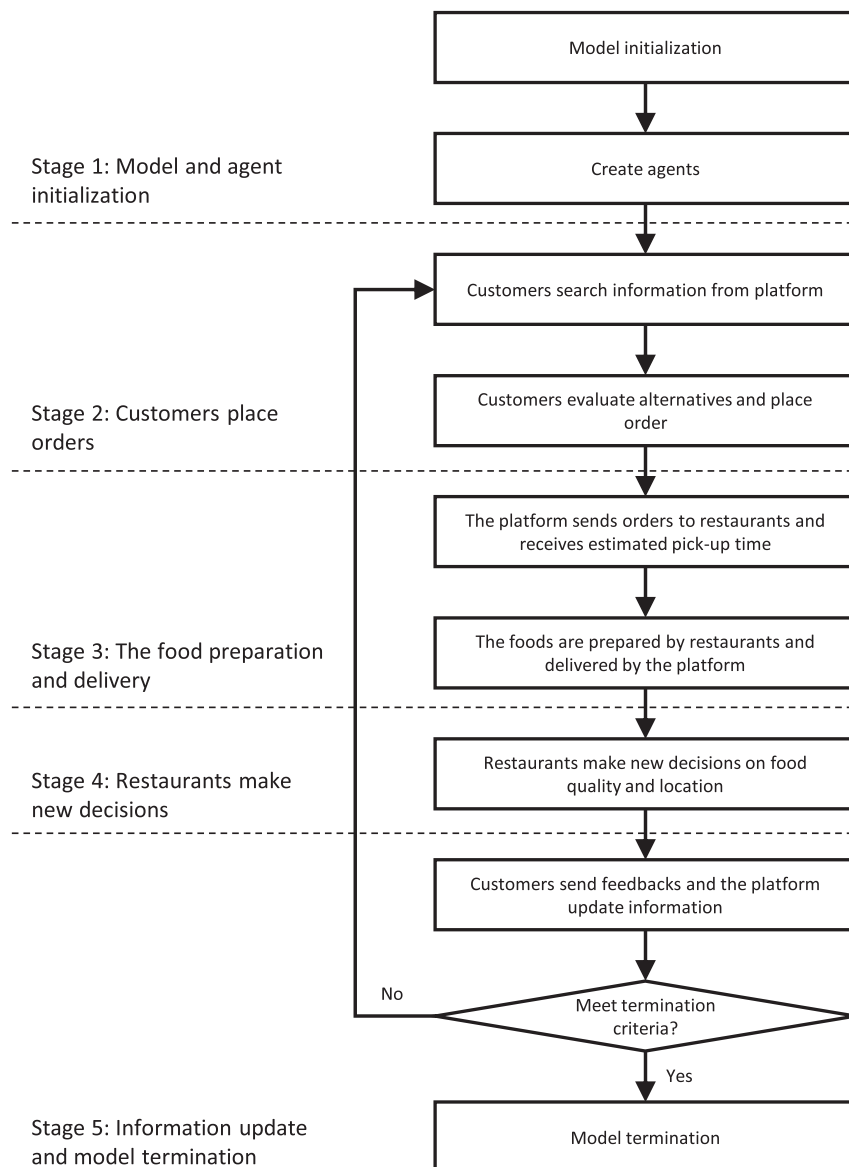 Model initialization
Stage 1: Model and agent
initialization
Create agents
Customers search information from platform
Stage 2: Customers place
orders
Customers evaluate alternatives and place
order
The platform sends orders to restaurants and
receives estimated pick-up time
Stage 3: The food preparation
and delivery
The foods are prepared by restaurants and
delivered by the platform
Stage 4: Restaurants make
new decisions
Restaurants make new decisions on food
quality and location
Customers send feedbacks and the platform
update information
No
Meet termination
criteria?
Yes
Stage 5: Information update
and model termination
Model termination